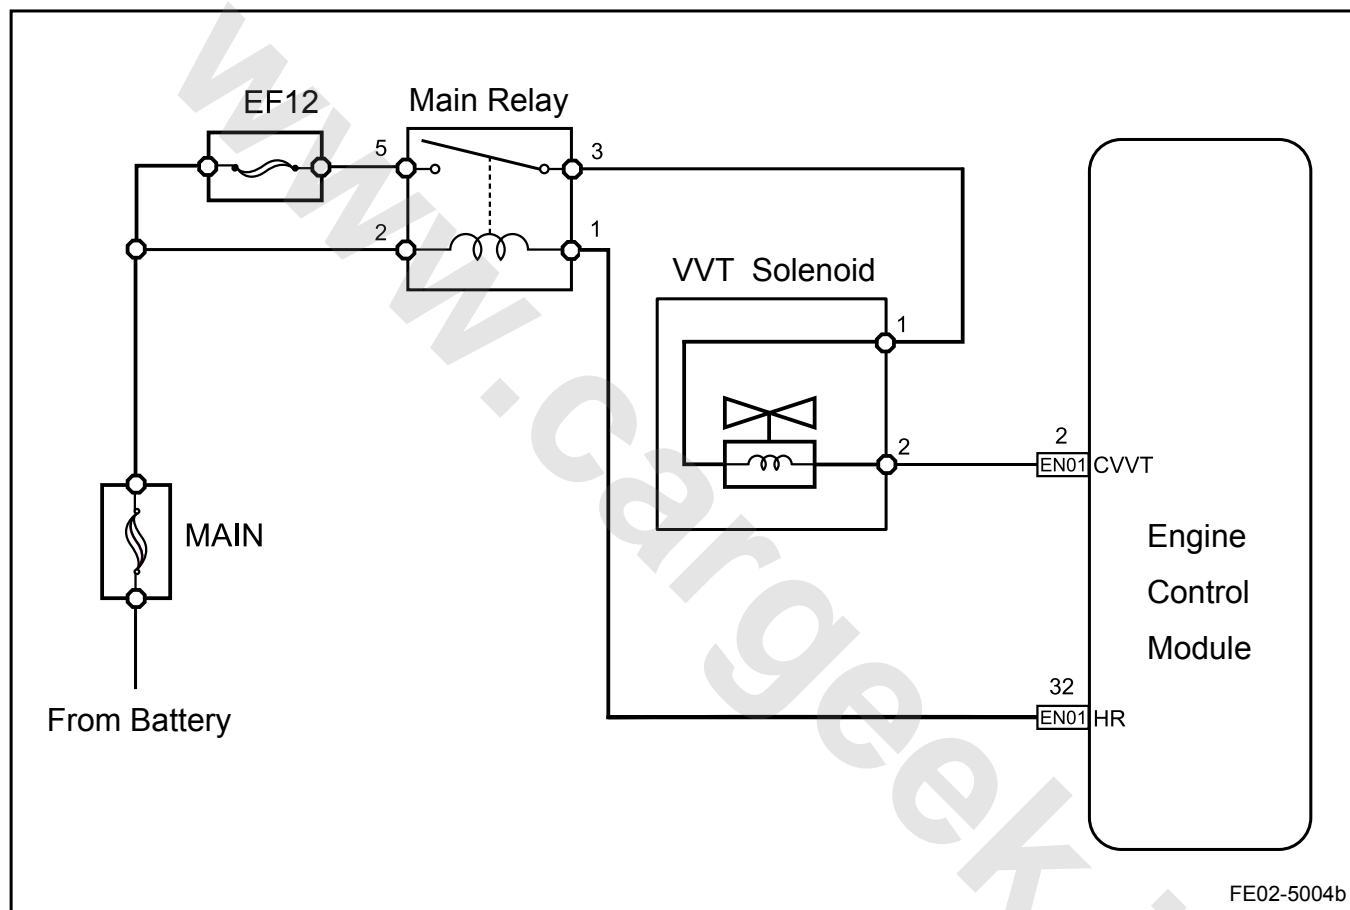 EF12
Main Relay
5
3
2
1
VVT Solenoid
1
2
2
EN01 CVVT
MAIN
Engine
Control
Module
32
EN01 HR
From Battery
www.cargeek
FE02-5004b